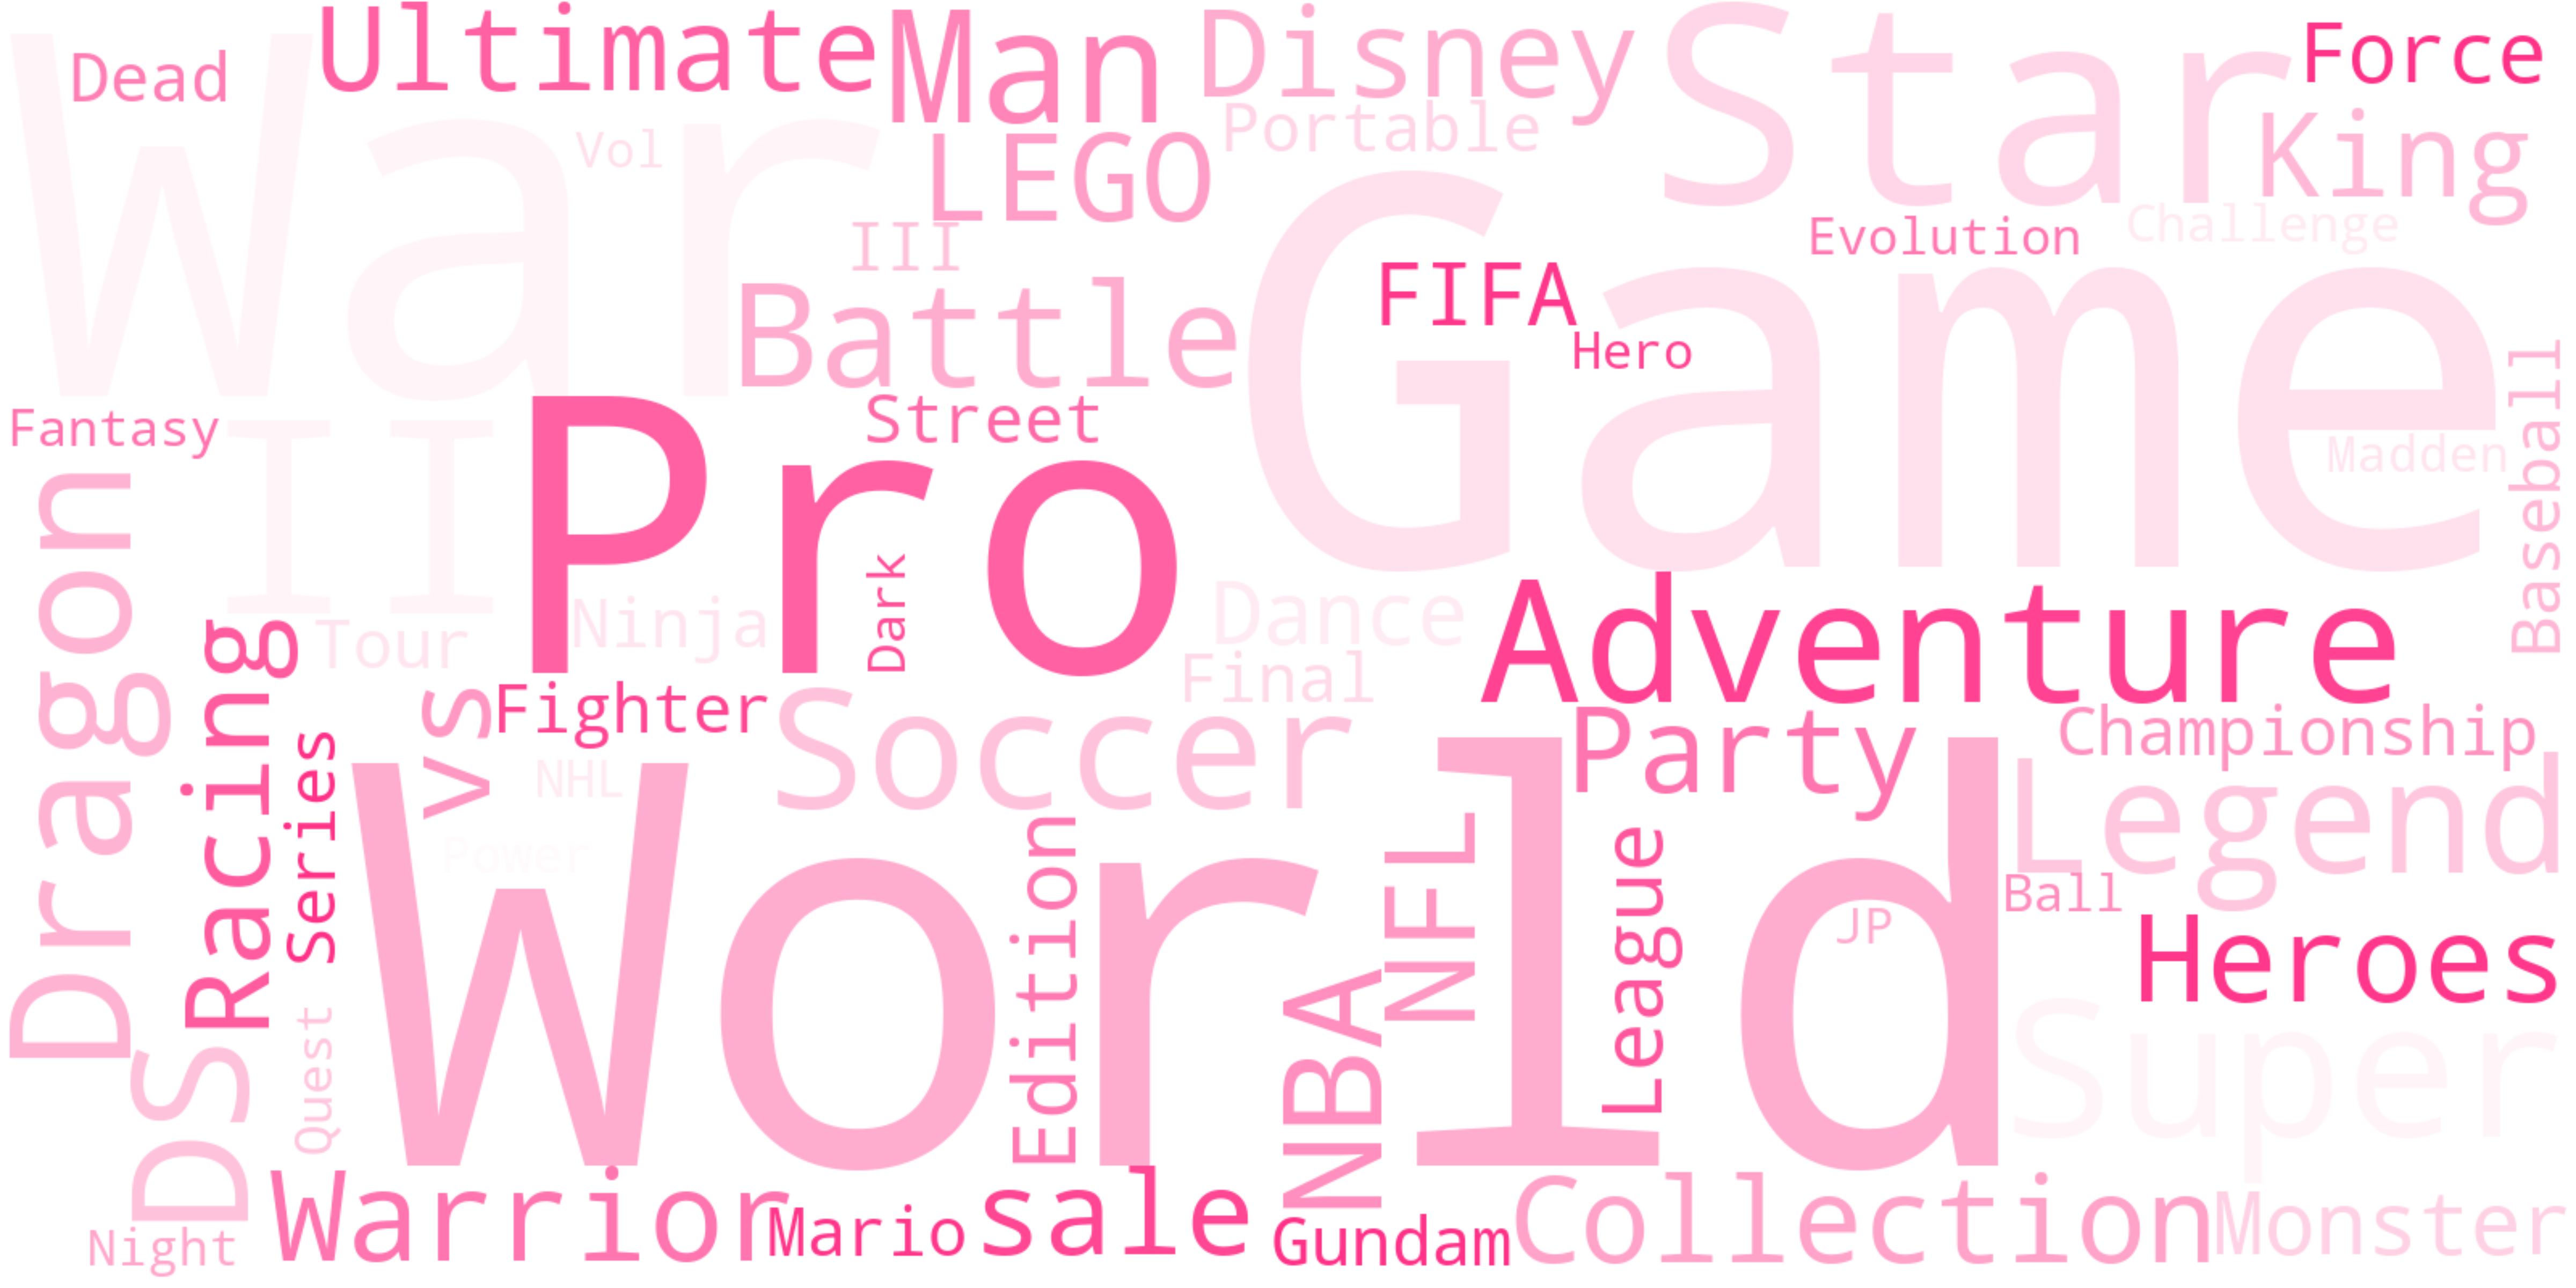 War
Dead
Ultimate
Man
Disney
Star
Force
Vol
LEGO
Portable
King
III
Evolution
Challenge
Battle
FIFA
Game
Hero
Fantasy
II
Pro
Street
Madden
Baseball
Dragon
Racing
Tour
Ninja
Dark
Dance
Final
Adventure
vs
Fighter
Soccer
Party
Championship
Series
NHL
Power
World
Edition
NFL
League
Legend
Ball
JP
Heroes
DS
Quest
NBA
Super
Night
Warrior
Mario
sale
Gundam
Collection
Monster